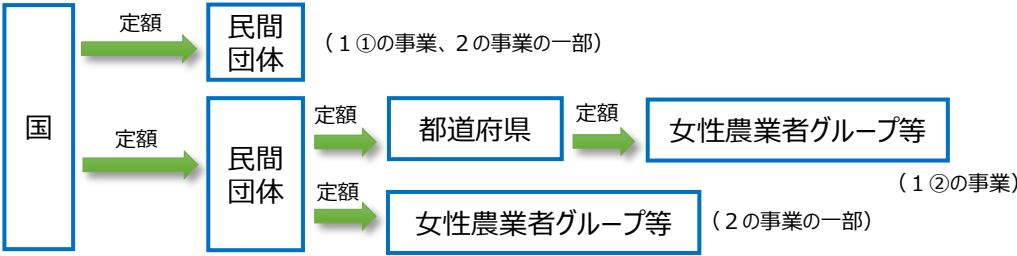 定額
民間
団体
（１①の事業、２の事業の一部）
国
定額
民間
団体
定額
都道府県
定額
女性農業者グループ等
（１②の事業）
定額
女性農業者グループ等
（２の事業の一部）